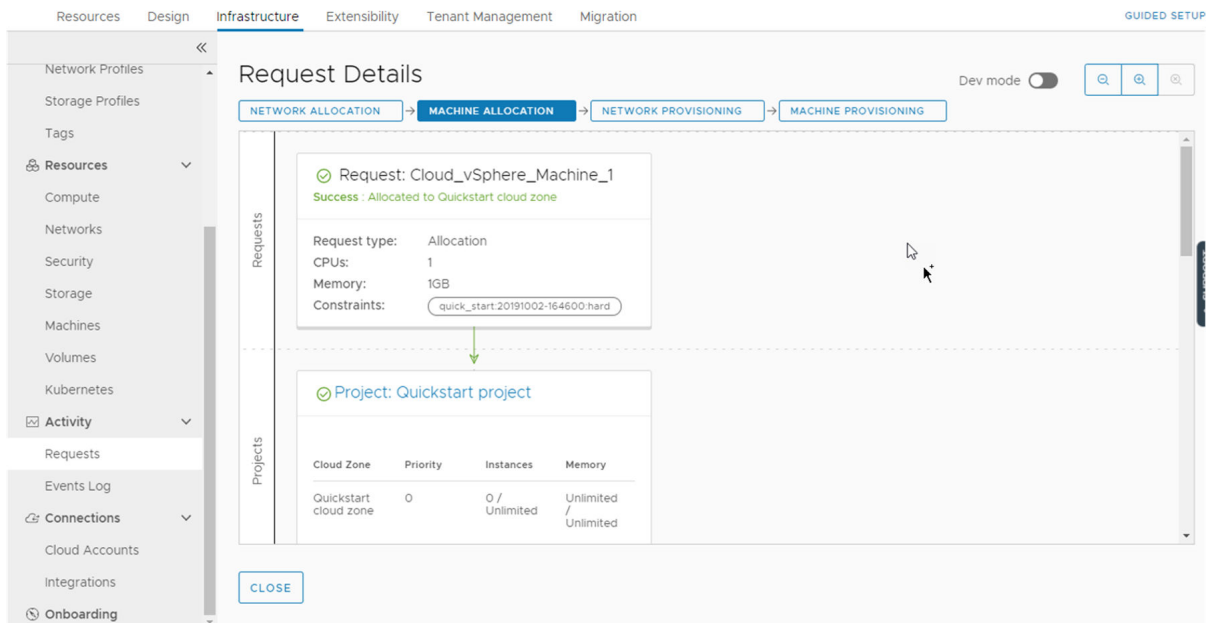 Resources Design Infrastructure Extensibility Tenant Management Migration GUIDED SETUP
«
Network Profiles
Storage Profiles
Tags
Resources
Compute
Networks
Security
Storage
Machines
Volumes
Kubernetes
Activity
Requests
Events Log
Connections
Cloud Accounts
Integrations
Onboarding
Request Details
Dev mode
NETWORK ALLOCATION → MACHINE ALLOCATION → NETWORK PROVISIONING → MACHINE PROVISIONING
Requests
Request: Cloud_vSphere_Machine_1
Success : Allocated to Quickstart cloud zone
Request type: Allocation
CPUs: 1
Memory: 1GB
Constraints: quick_start:20191002-164600:hard
Projects
Project: Quickstart project
Cloud Zone Priority Instances Memory
Quickstart 0 0 / Unlimited
cloud zone Unlimited /
Unlimited
CLOSE